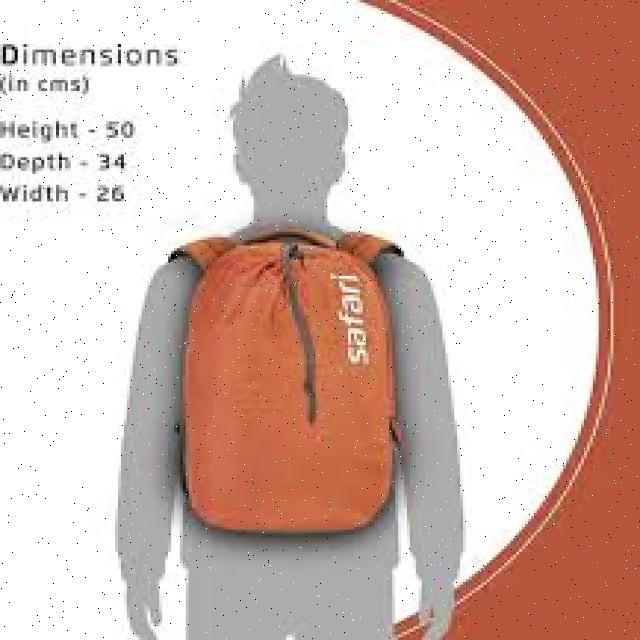 Dimensions
(in cms)
Height - 50
Depth - 34
Width - 26
safari